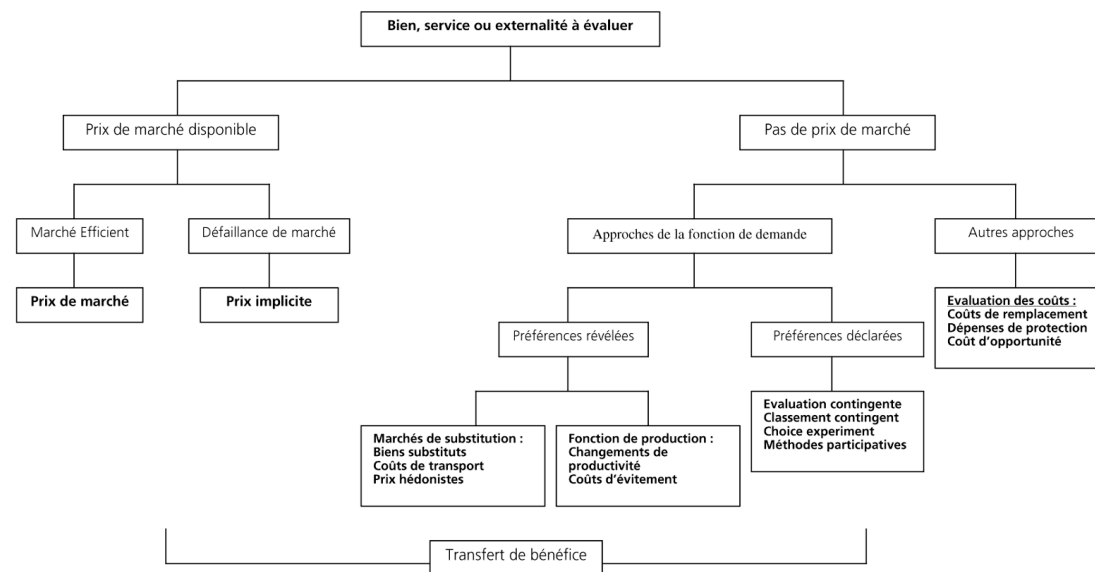 Bien, service ou externalité à évaluer
Prix de marché disponible
Pas de prix de marché
Marché Efficient
Défaillance de marché
Approches de la fonction de demande
Autres approches
Prix de marché
Prix implicite
Evaluation des coûts :
Coûts de remplacement
Dépenses de protection
Coût d'opportunité
Préférences révélées
Préférences déclarées
Marchés de substitution :
Biens substituts
Coûts de transport
Prix hédonistes
Fonction de production :
Changements de
productivité
Coûts d'évitement
Evaluation contingente
Classement contingent
Choice experiment
Méthodes participatives
Transfert de bénéfice